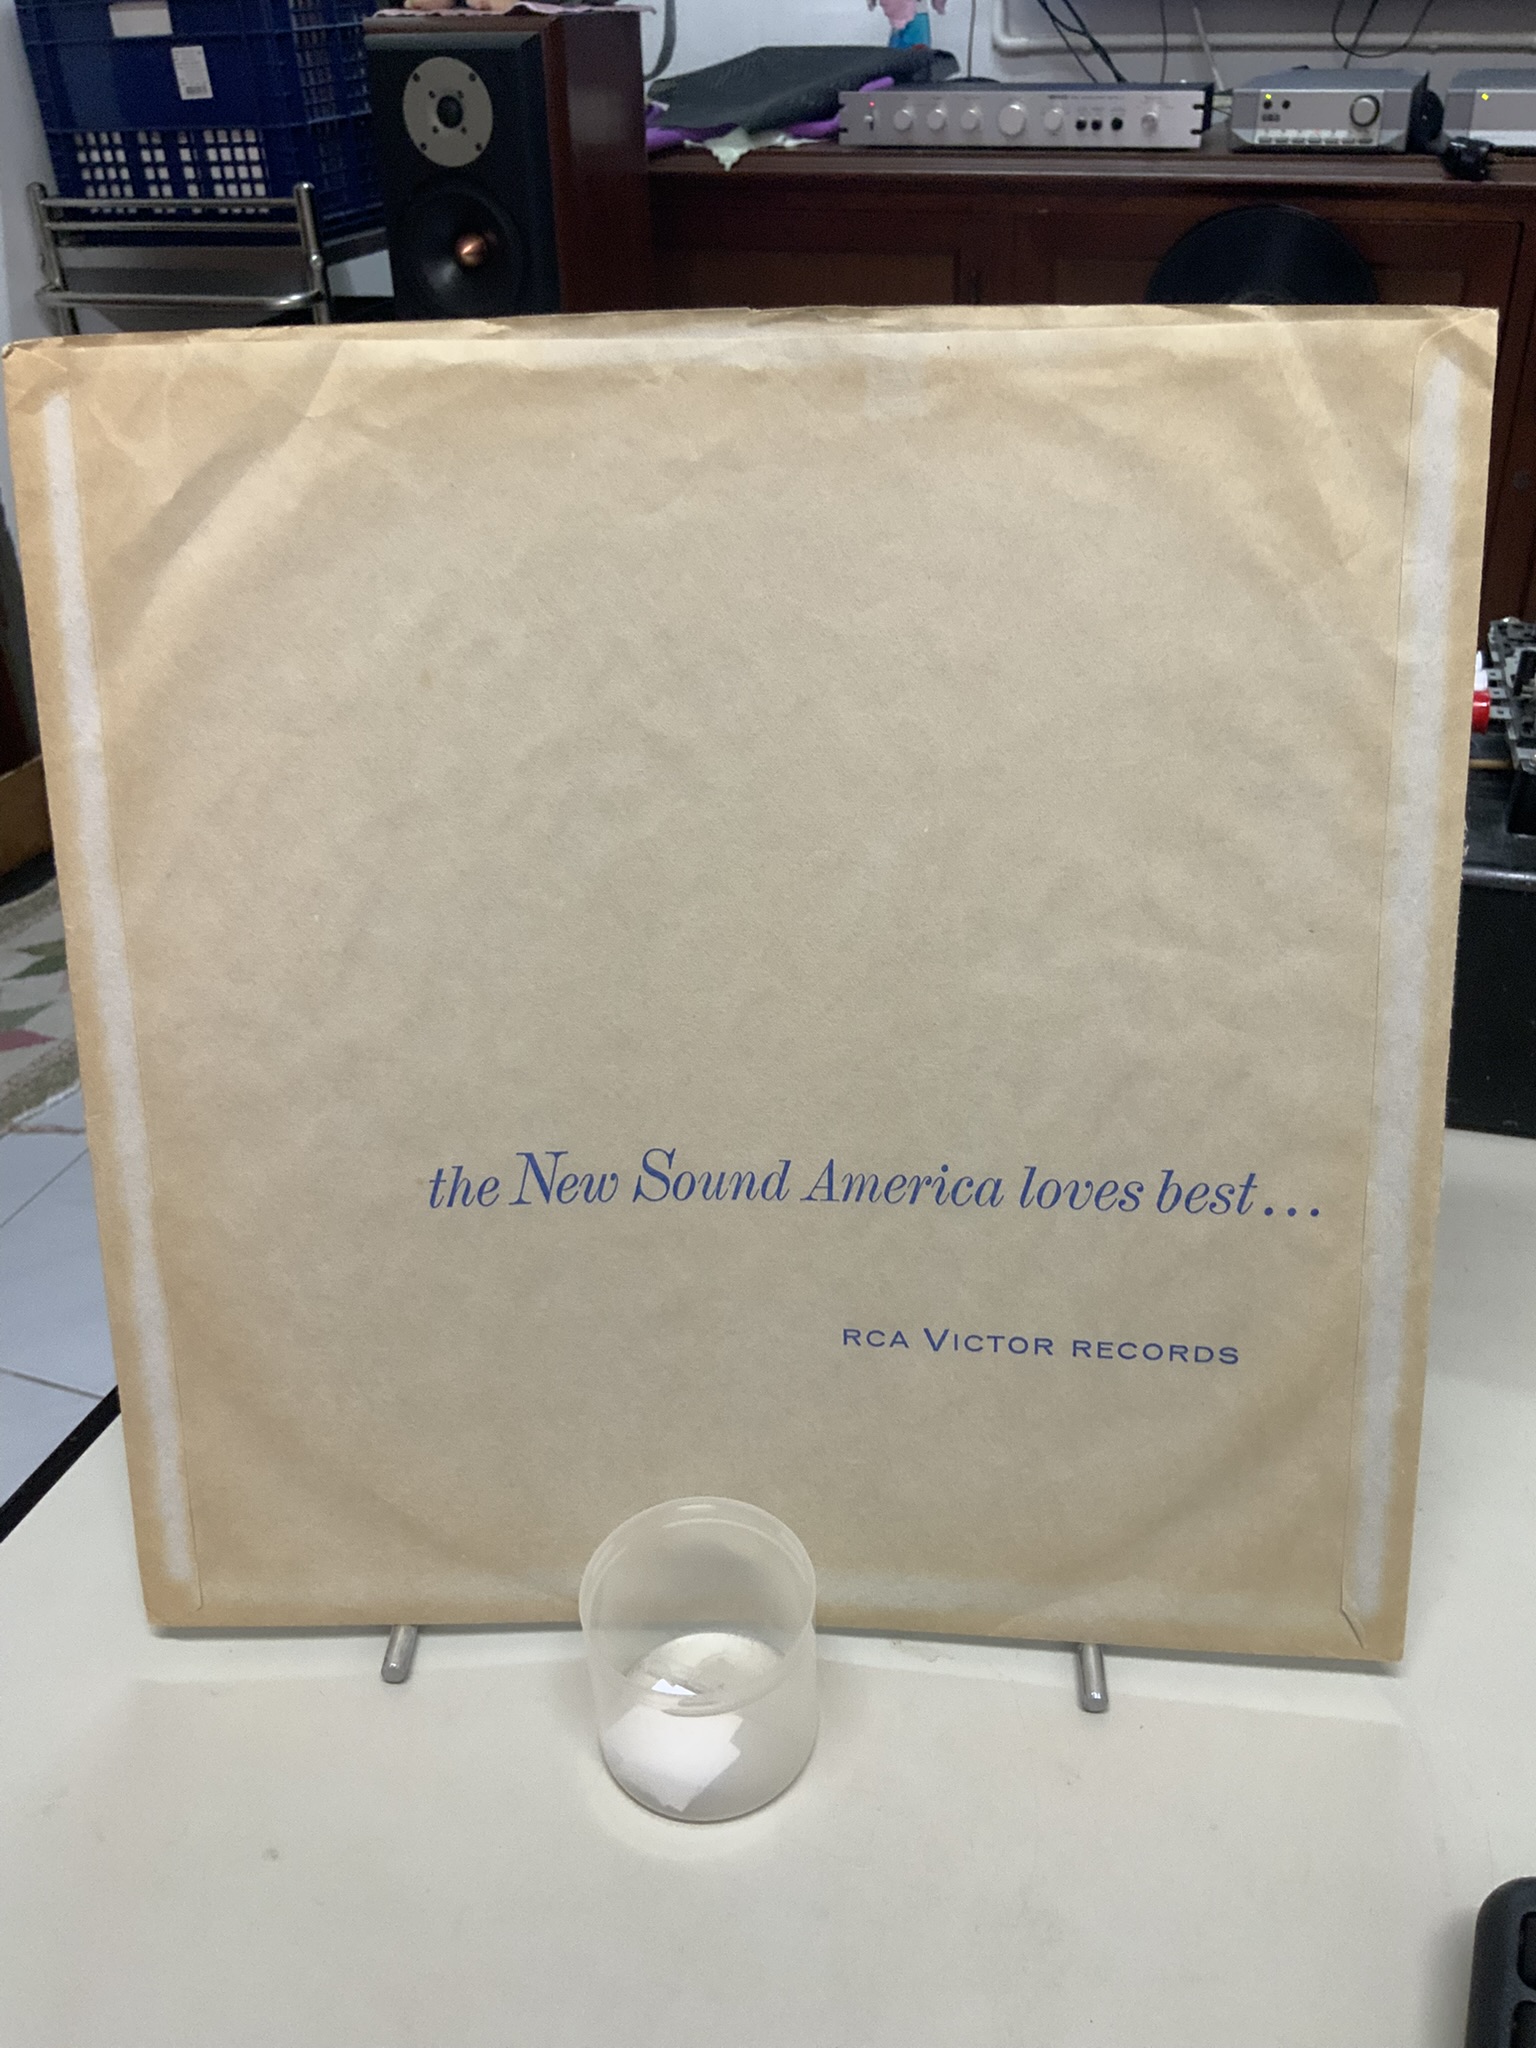 the New Sound America loves best...
RCA VICTOR RECORDS